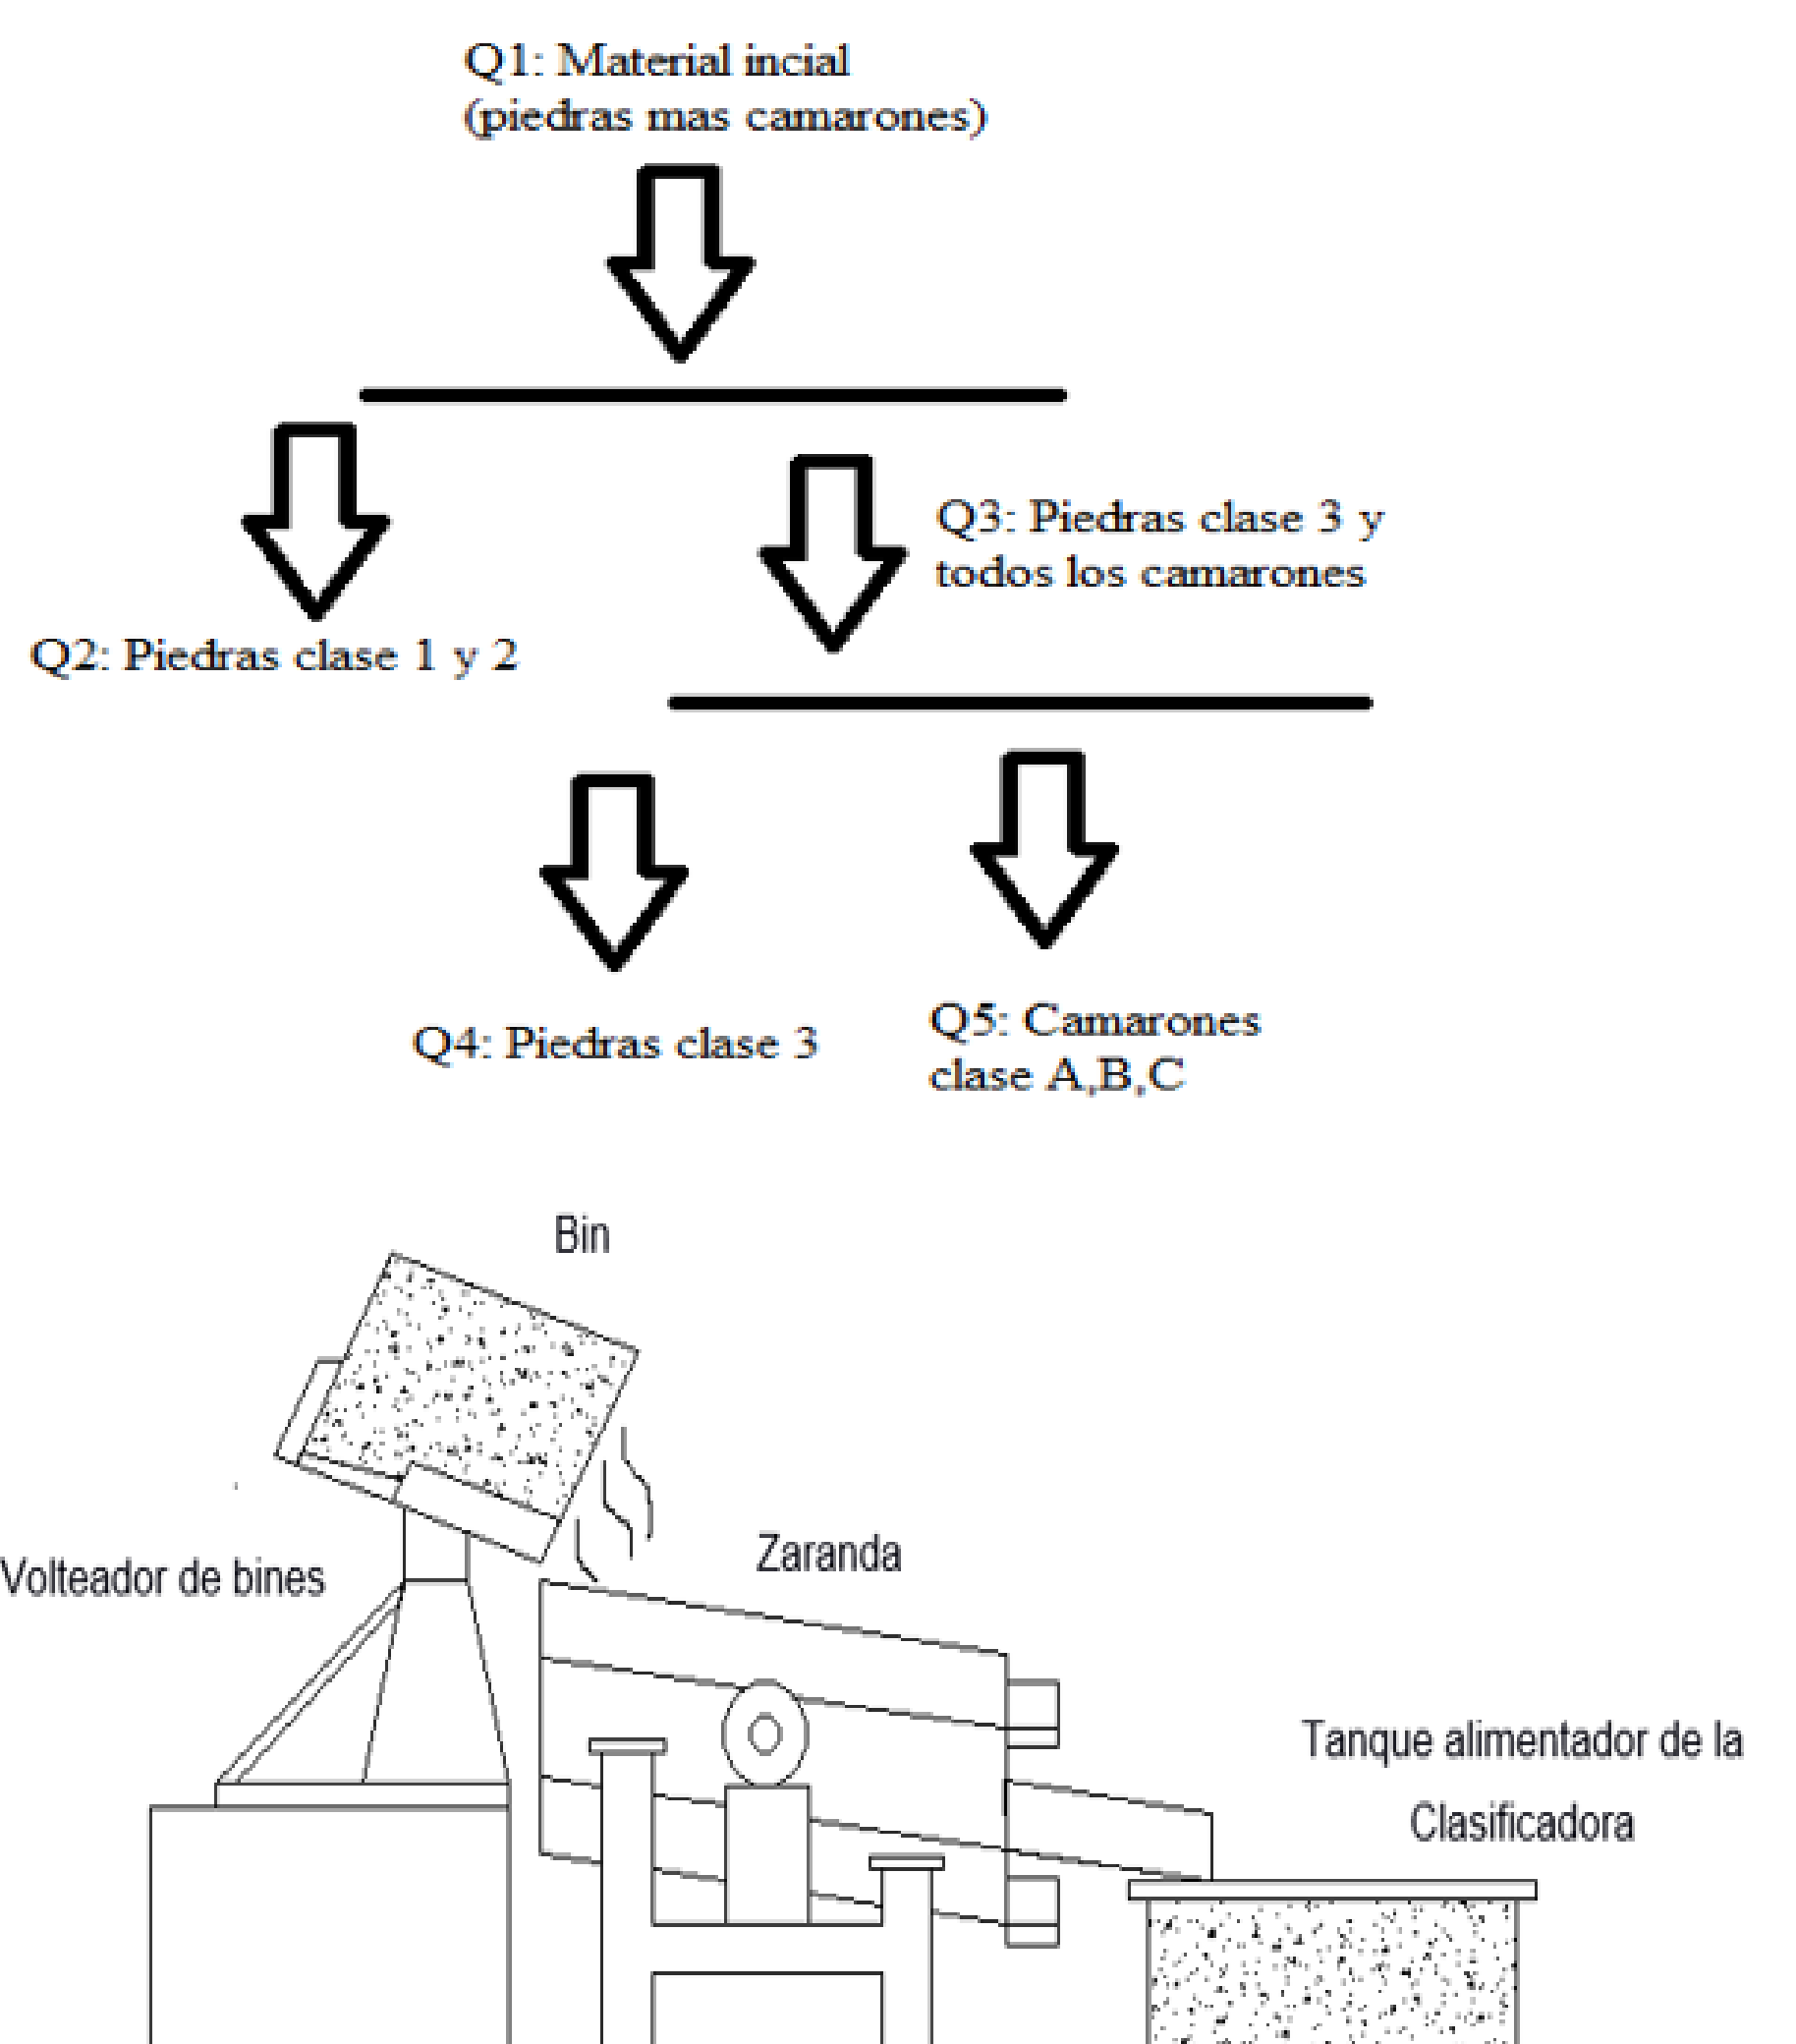 Q1: Material incial
(piedras mas camarones)
Q3: Piedras clase 3 y
todos los camarones
Q2: Piedras clase 1 y 2
Q4: Piedras clase 3
Q5: Camarones
clase A,B,C
Bin
Zaranda
Volteador de bines
Tanque alimentador de la
Clasificadora